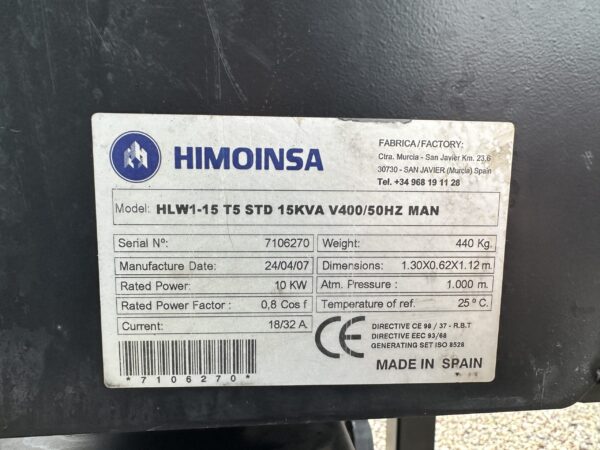 HIMOINSA
FABRICA/FACTORY:
Ctra. Murcia - San Javier Km. 23,6
30730 - SAN JAVIER (Murcia) Spain
Tel. +34 968 19 11 28
Model: HLW1-15 T5 STD 15KVA V400/50HZ MAN
Serial Nº: 7106270 Weight: 440 Kg.
Manufacture Date: 24/04/07 Dimensions: 1.30X0.62X1.12 m.
Rated Power: 10 KW Atm. Pressure : 1.000 m.
Rated Power Factor : 0,8 Cos f Temperature of ref. 25º C.
Current: 18/32 A.
CE
DIRECTIVE CE 98 / 37 - R.B.T
DIRECTIVE EEC 93/68
GENERATING SET ISO 8528
*7106270*
MADE IN SPAIN